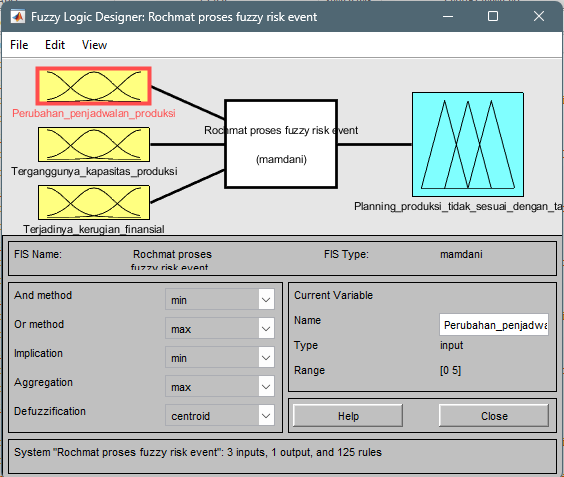 Fuzzy Logic Designer: Rochmat proses fuzzy risk event
File Edit View
Perubahan_penjadwalan_produksi
Terganggunya_kapasitas_produksi
Terjadinya_kerugian_finansial
Rochmat proses fuzzy risk event
(mamdani)
Planning_produksi_tidak_sesuai_dengan_ta
FIS Name: Rochmat proses
fuzzy risk event
FIS Type: mamdani
And method min
Or method max
Implication min
Aggregation max
Defuzzification centroid
Current Variable
Name Perubahan_penjadwa
Type input
Range [0 5]
Help Close
System "Rochmat proses fuzzy risk event": 3 inputs, 1 output, and 125 rules